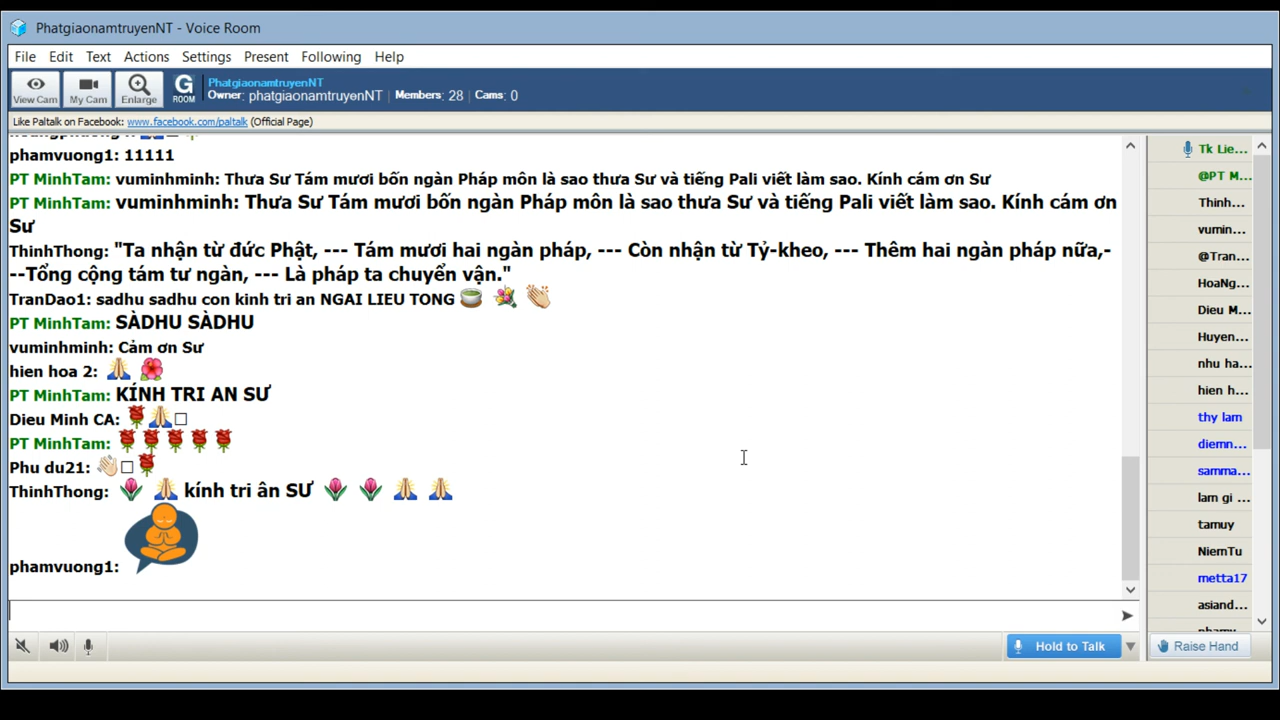 PhatgiaonamtruyenNT - Voice Room
File Edit Text Actions Settings Present Following Help
View Cam My Cam Enlarge G ROOM
PhatgiaonamtruyenNT
Owner: phatgiaonamtruyenNT | Members: 28 | Cams: 0
Like Paltalk on Facebook: www.facebook.com/paltalk (Official Page)
phamvuong1: 11111
PT MinhTam: vuminhminh: Thưa Sư Tám mươi bốn ngàn Pháp môn là sao thưa Sư và tiếng Pali viết làm sao. Kính cám ơn Sư
PT MinhTam: vuminhminh: Thưa Sư Tám mươi bốn ngàn Pháp môn là sao thưa Sư và tiếng Pali viết làm sao. Kính cám ơn
Sư
ThinhThong: "Ta nhận từ đức Phật, --- Tám mươi hai ngàn pháp, --- Còn nhận từ Tỷ-kheo, --- Thêm hai ngàn pháp nữa,-
--Tổng cộng tám tư ngàn, --- Là pháp ta chuyển vận."
TranDao1: sadhu sadhu con kinh tri an NGAI LIEU TONG 🍵 💐 👏🏻
PT MinhTam: SÀDHU SÀDHU
vuminhminh: Cảm ơn Sư
hien hoa 2: 🙏🏻 🌺
PT MinhTam: KÍNH TRI AN SƯ
Dieu Minh CA: 🌹🙏🏻□
PT MinhTam: 🌹🌹🌹🌹🌹
Phu du21: 👋🏻□🌹
ThinhThong: 🌷 🙏🏻 kính tri ân SƯ 🌷 🌷 🙏🏻 🙏🏻
phamvuong1:
Hold to Talk
Tk Lie...
@PT M...
Thinh...
vumin...
@Tran...
HoaNg...
Dieu M...
Huyen...
nhu ha...
hien h...
thy lam
diemn...
samma...
lam gi ...
tamuy
NiemTu
metta17
asiand...
Raise Hand